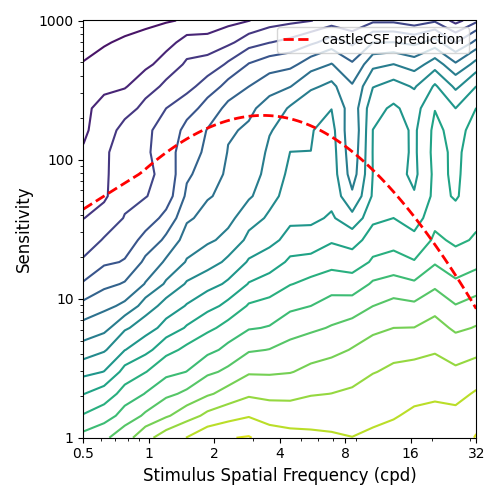 1000
castleCSF prediction
100
10
1
Sensitivity
0.5 1 2 4 8 16 32
Stimulus Spatial Frequency (cpd)